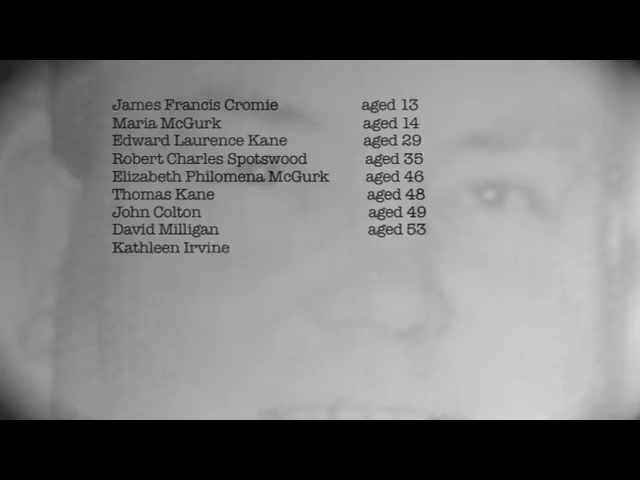 James Francis Cromie aged 13
Maria McGurk aged 14
Edward Laurence Kane aged 29
Robert Charles Spotswood aged 35
Elizabeth Philomena McGurk aged 46
Thomas Kane aged 48
John Colton aged 49
David Milligan aged 53
Kathleen Irvine